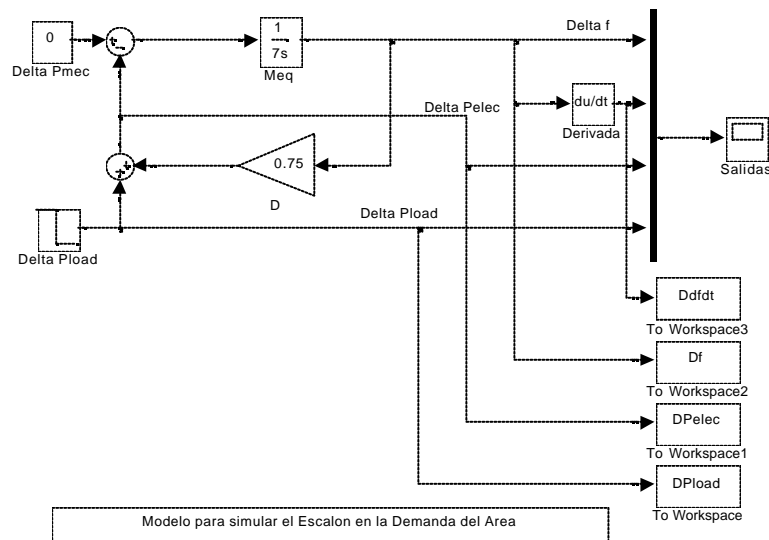 0
Delta Pmec
1
7s
Meq
Delta f
du/dt
Derivada
Salidas
Delta Pelec
0.75
D
Delta Pload
Delta Pload
Ddfdt
To Workspace3
Df
To Workspace2
DPelec
To Workspace1
DPload
To Workspace
Modelo para simular el Escalon en la Demanda del Area